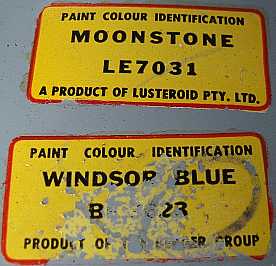 PAINT COLOUR IDENTIFICATION
MOONSTONE
LE7031
A PRODUCT OF LUSTEROID PTY. LTD.
PAINT COLOUR IDENTIFICATION
WINDSOR BLUE
PRODUCT OF GROUP